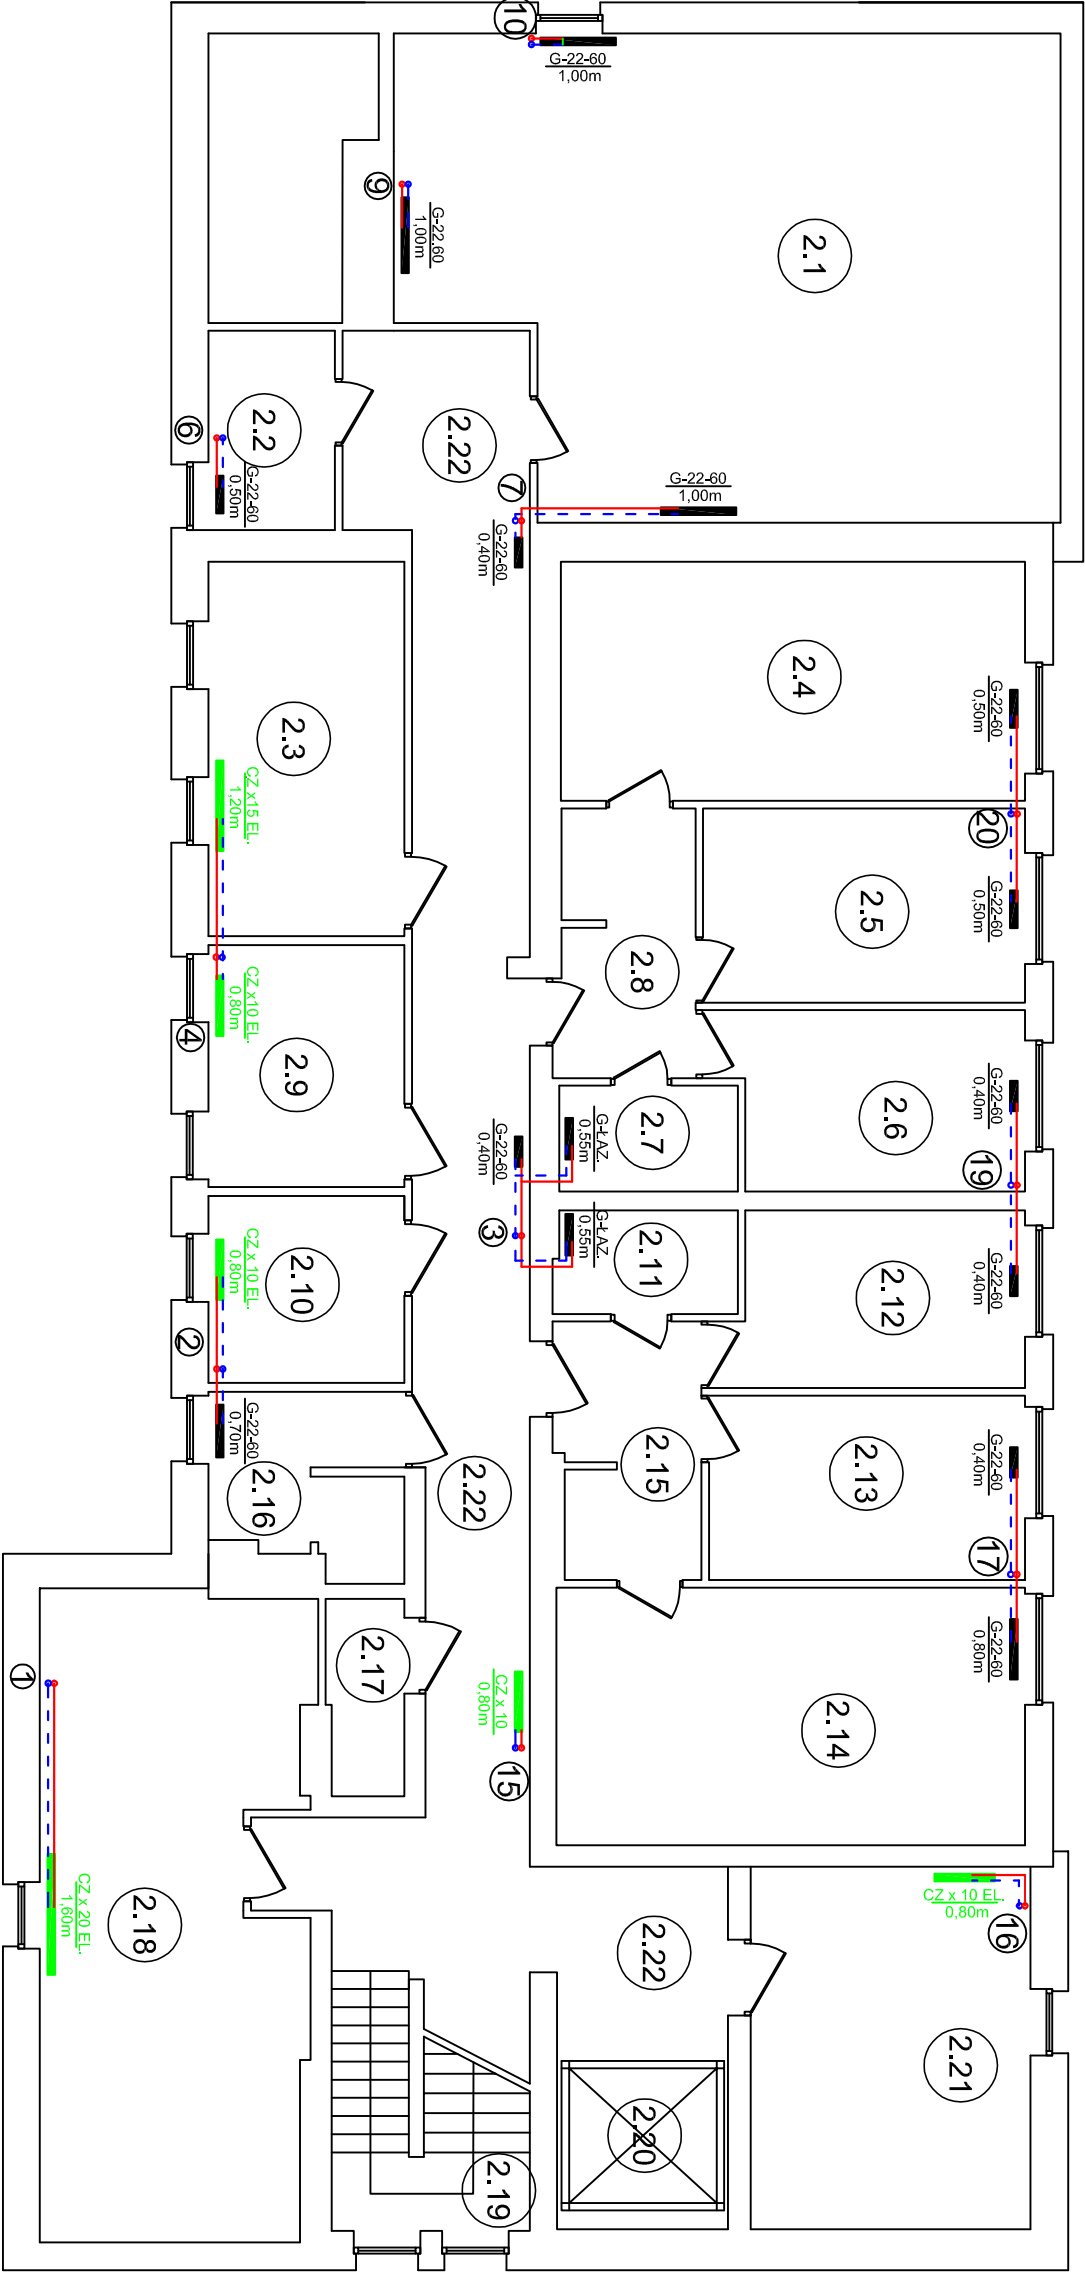 10
G-22-60
1,00m
9
G-22.60
1,00m
2.1
6
2.2
G-22-60
0,50m
2.22
7
G-22-60
1,00m
G-22-60
0,40m
2.4
G-22-60
0,50m
2.3
CZ x15 EL.
1,20m
20
2.5
G-22-60
0,50m
2.8
CZ x10 EL.
0,80m
4
2.9
2.7
G-ŁAZ.
0,55m
G-22-60
0,40m
2.6
G-22-60
0,40m
19
3
G-ŁAZ.
0,55m
2.11
2.12
G-22-60
0,40m
2.10
CZ x 10 EL.
0,80m
2
G-22-60
0,70m
2.16
2.22
2.15
2.13
G-22-60
0,40m
17
G-22-60
0,80m
2.17
1
CZ x 10
0,80m
15
2.14
2.18
CZ x 20 EL.
1,60m
CZ x 10 EL.
0,80m
16
2.22
2.21
2.20
2.19